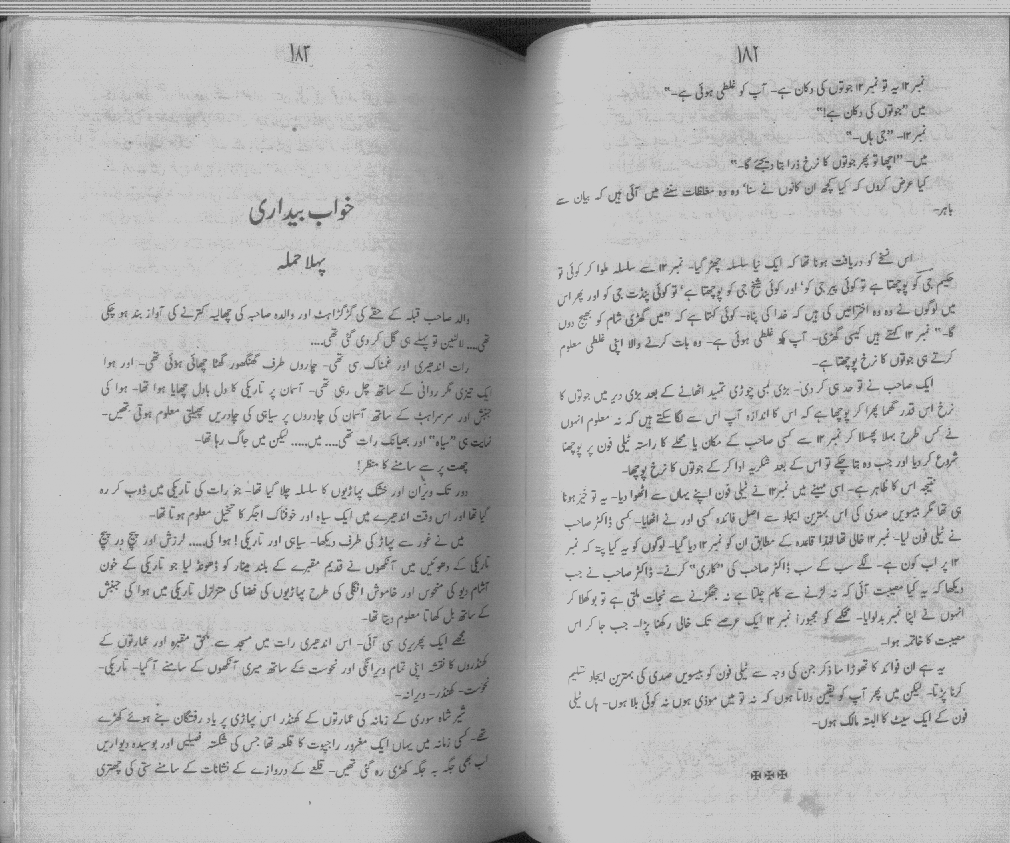 ۱۸۲
نمبر ۱۲ یہ تو نمبر ۱۲ جوتوں کی دکان ہے۔ آپ کو غلطی ہوئی ہے۔"
میں "جوتوں کی دکان ہے!"
نمبر ۱۲۔ "جی ہاں۔"
میں۔ "اچھا تو پھر جوتوں کا نرخ ذرا بتا دیجئے گا۔"
کیا عرض کروں کہ کیا کچھ ان کانوں نے سنا' وہ وہ مغلظات سننے میں آئی ہیں کہ بیان سے
باہر۔
اس نسخے کو دریافت ہونا تھا کہ ایک نیا سلسلہ چھڑ گیا۔ نمبر ۱۲ سے سلسلہ ملوا کر کوئی تو
حکیم جی کو پوچھتا ہے تو کوئی پیر جی کو' اور کوئی شیخ جی کو پوچھتا ہے' تو کوئی پنڈت جی کو اور پھر اس
میں لوگوں نے وہ وہ اختراعیں کی ہیں کہ خدا کی پناہ۔ کوئی کہتا ہے کہ "میں گھڑی شام کو بھیج دوں
گا۔" نمبر ۱۲ کہتے ہیں کیسی گھڑی۔ آپ کو غلطی ہوئی ہے۔ وہ بات کرنے والا اپنی غلطی معلوم
کرتے ہی جوتوں کا نرخ پوچھتا ہے۔
ایک صاحب نے تو حد ہی کر دی۔ بڑی لمبی چوڑی تمہید اٹھانے کے بعد بڑی دیر میں جوتوں کا
نرخ اس قدر گھما پھرا کر پوچھا ہے کہ اس کا اندازہ آپ اس سے لگا سکتے ہیں کہ نہ معلوم انہوں
نے کس طرح بہلا پھسلا کر نمبر ۱۲ سے کسی صاحب کے مکان یا محلے کا راستہ ٹیلی فون پر پوچھنا
شروع کر دیا اور جب وہ بتا چکے تو اس کے بعد شکریہ ادا کر کے جوتوں کا نرخ پوچھا۔
نتیجہ اس کا ظاہر ہے۔ اسی مہینے میں نمبر ۱۲ نے ٹیلی فون اپنے یہاں سے اٹھوا دیا۔ یہ تو خیر ہونا
ہی تھا مگر بیسویں صدی کی اس بہترین ایجاد سے اصل فائدہ کسی اور نے اٹھایا۔ کسی ڈاکٹر صاحب
نے ٹیلی فون لیا۔ نمبر ۱۲ خالی تھا لہٰذا قاعدہ کے مطابق ان کو نمبر ۱۲ دیا گیا۔ لوگوں کو یہ کیا پتہ کہ نمبر
۱۲ پر اب کون ہے۔ لگے سب کے سب ڈاکٹر صاحب کی "کاری" کرنے۔ ڈاکٹر صاحب نے جب
دیکھا کہ یہ کیا مصیبت آئی کہ نہ لڑنے سے کام چلتا ہے نہ جھگڑنے سے نجات ملتی ہے تو بوکھلا کر
انہوں نے اپنا نمبر بدلوایا۔ محکمے کو مجبوراً نمبر ۱۲ ایک عرصے تک خالی رکھنا پڑا۔ جب جا کر اس
مصیبت کا خاتمہ ہوا۔
یہ ہے ان فوائد کا تھوڑا سا ذکر جن کی وجہ سے ٹیلی فون کو بیسویں صدی کی بہترین ایجاد تسلیم
کرنا پڑتا۔ لیکن میں پھر آپ کو یقین دلاتا ہوں کہ نہ تو میں موذی ہوں نہ کوئی بلا ہوں۔ ہاں ٹیلی
فون کے ایک سیٹ کا البتہ مالک ہوں۔
✠✠✠
۱۸۳
خواب بیداری
پہلا حملہ
والد صاحب قبلہ کے حقے کی گڑگڑاہٹ اور والدہ صاحبہ کی چھالیہ کترنے کی آواز بند ہو چکی
تھی.... لالٹین تو پہلے ہی گل کر دی گئی تھی....
رات اندھیری اور غمناک سی تھی۔ چاروں طرف گھنگھور گھٹا چھائی ہوئی تھی۔ اور ہوا
ایک تیزی مگر روانی کے ساتھ چل رہی تھی۔ آسمان پر تاریکی کا دل بادل چھایا ہوا تھا۔ ہوا کی
جنبش اور سرسراہٹ کے ساتھ آسمان کی چادروں پر سیاہی کی چادریں پھیلتی معلوم ہوتی تھیں۔
نہایت ہی "سیاہ" اور بھیانک رات تھی.... میں..... لیکن میں جاگ رہا تھا۔
چھت پر سے سامنے کا منظر!
دور تک ویران اور خشک پہاڑیوں کا سلسلہ چلا گیا تھا۔ جو رات کی تاریکی میں ڈوب کر رہ
گیا تھا اور اس وقت اندھیرے میں ایک سیاہ اور خوفناک اجگر کا تخیل معلوم ہوتا تھا۔
میں نے غور سے پہاڑ کی طرف دیکھا۔ سیاہی اور تاریکی! ہوا کی..... لرزش اور پیچ در پیچ
تاریکی کے دھوئیں میں آنکھوں نے قدیم مقبرے کے بلند مینار کو ڈھونڈ لیا جو تاریکی کے خون
آشام دیو کی منحوس اور خاموش انگلی کی طرح پہاڑیوں کی فضا کی متزلزل تاریکی میں ہوا کی جنبش
کے ساتھ بل کھاتا معلوم دیتا تھا۔
مجھے ایک پھریری سی آئی۔ اس اندھیری رات میں مسجد سے ملحق مقبرہ اور عمارتوں کے
کھنڈروں کا نقشہ اپنی تمام ویرانگی اور نحوست کے ساتھ میری آنکھوں کے سامنے آ گیا۔ تاریکی۔
نحوست۔ کھنڈر۔ ویرانہ۔
شیر شاہ سوری کے زمانہ کی عمارتوں کے کھنڈر اس پہاڑی پر یاد رفتگان بنے ہوئے کھڑے
تھے۔ کسی زمانہ میں یہاں ایک مغرور راجپوت کا قلعہ تھا جس کی شکستہ فصیلیں اور بوسیدہ دیواریں
اب بھی جگہ بہ جگہ کھڑی رہ گئی تھیں۔ قلعے کے دروازے کے نشانات کے سامنے ستی کی چھتری